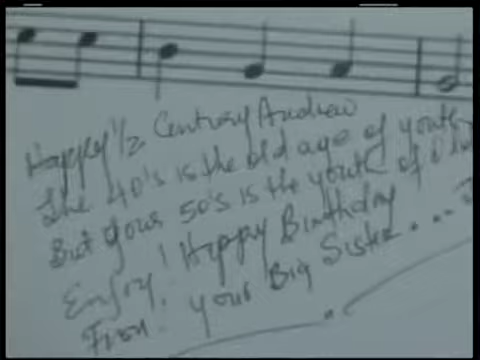 Happy 1/2 Century Andrew
The 40's is the old age of youth
But your 50's is the youth of
Enjoy! Happy Birthday
From: your Big Sister....